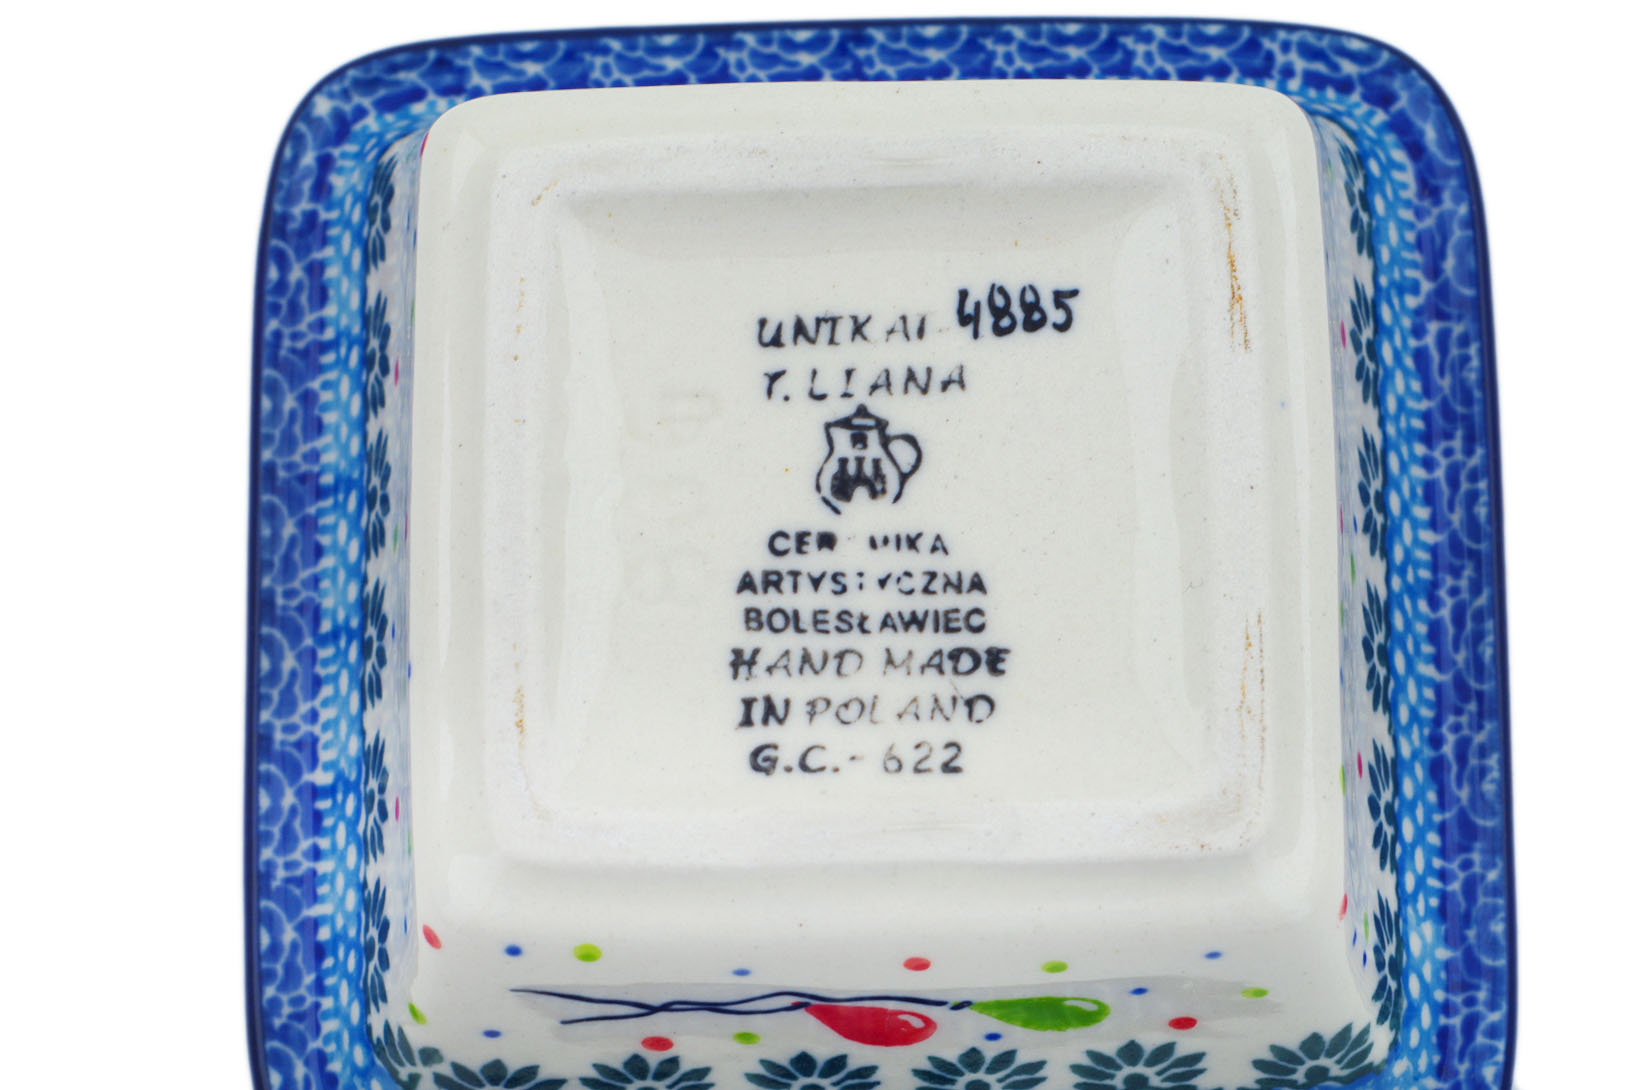 UNIKAT 4885
T. LIANA
CERAMIKA
ARTYSTYCZNA
BOLESŁAWIEC
HAND MADE
IN POLAND
G.C.- 622